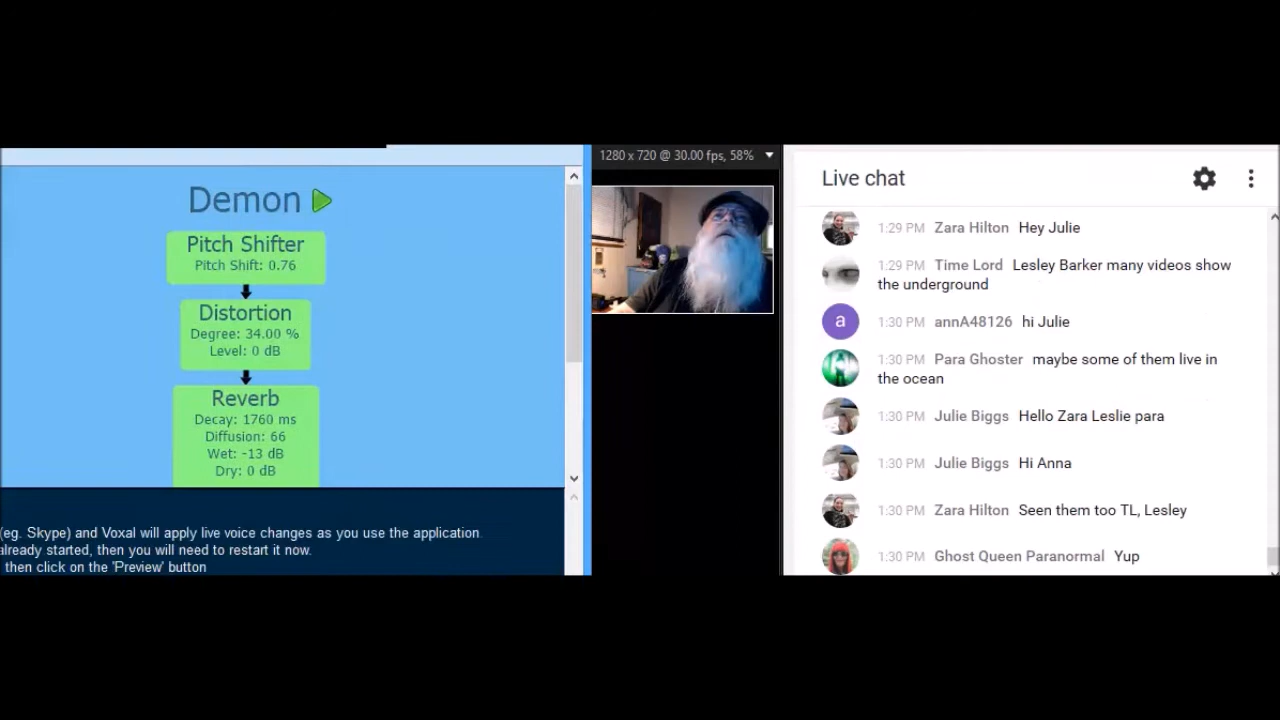 Demon
Pitch Shifter
Pitch Shift: 0.76
Distortion
Degree: 34.00 %
Level: 0 dB
Reverb
Decay: 1760 ms
Diffusion: 66
Wet: -13 dB
Dry: 0 dB
(eg. Skype) and Voxal will apply live voice changes as you use the application.
already started, then you will need to restart it now.
then click on the 'Preview' button
1280 x 720 @ 30.00 fps, 58%
Live chat
1:29 PM Zara Hilton Hey Julie
1:29 PM Time Lord Lesley Barker many videos show
the underground
a
1:30 PM annA48126 hi Julie
1:30 PM Para Ghoster maybe some of them live in
the ocean
1:30 PM Julie Biggs Hello Zara Leslie para
1:30 PM Julie Biggs Hi Anna
1:30 PM Zara Hilton Seen them too TL, Lesley
1:30 PM Ghost Queen Paranormal Yup